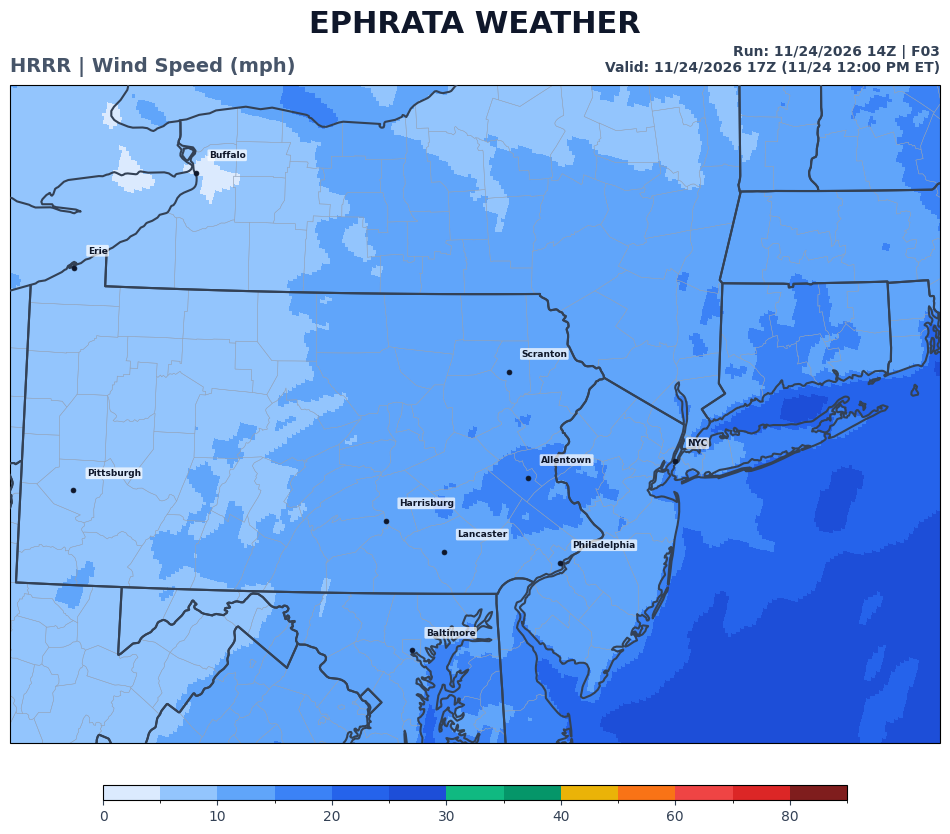 EPHRATA WEATHER
HRRR | Wind Speed (mph)
Run: 11/24/2026 14Z | F03
Valid: 11/24/2026 17Z (11/24 12:00 PM ET)
Buffalo
Erie
Scranton
NYC
Allentown
Pittsburgh
Harrisburg
Lancaster
Philadelphia
Baltimore
0 10 20 30 40 50 60 70 80